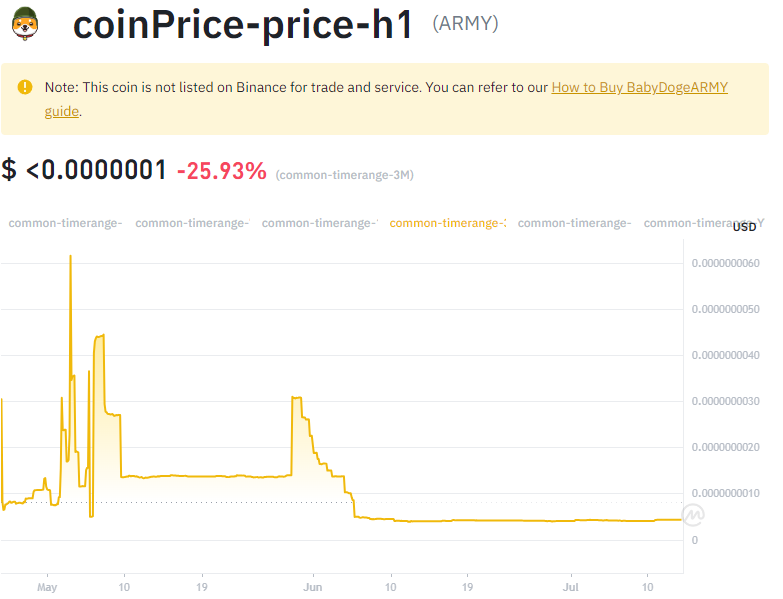 coinPrice-price-h1 (ARMY)
Note: This coin is not listed on Binance for trade and service. You can refer to our How to Buy BabyDogeARMY
guide.
$ <0.0000001 -25.93% (common-timerange-3M)
common-timerange- common-timerange- common-timerange- common-timerange- common-timerange- common-timerange-Y
USD
0.0000000060
0.0000000050
0.0000000040
0.0000000030
0.0000000020
0.0000000010
0
May 10 19 Jun 10 19 Jul 10